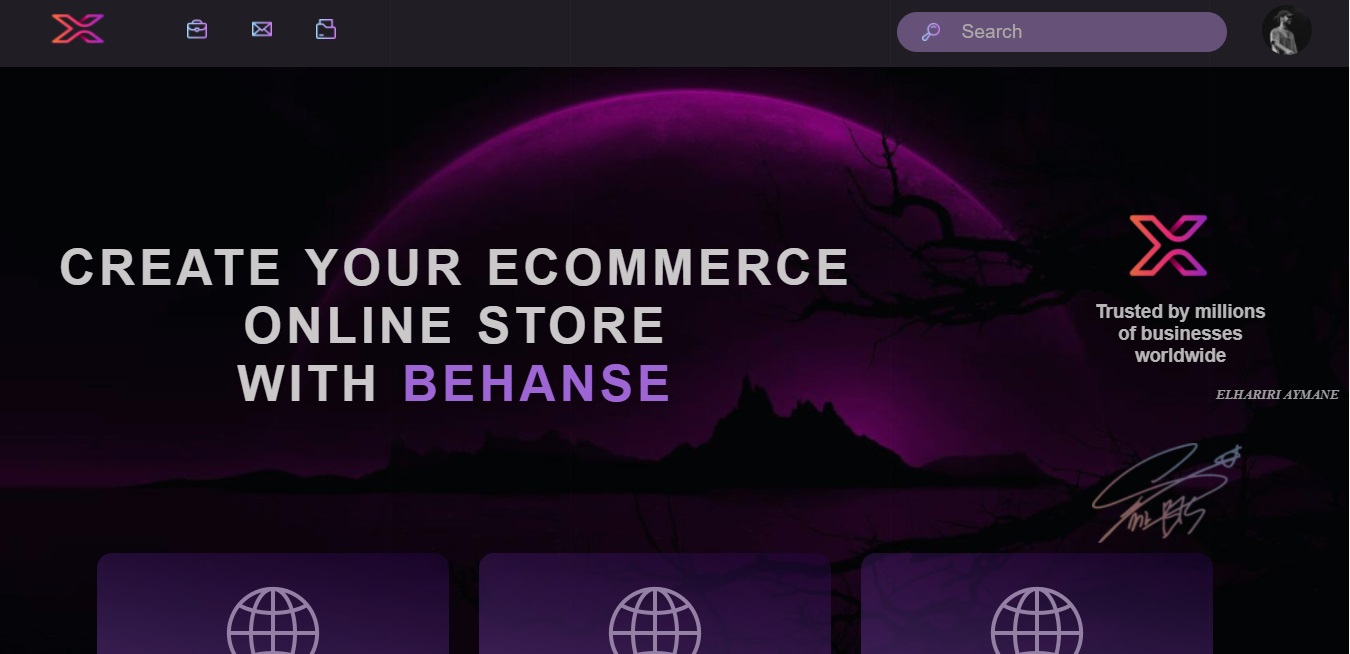 Search
CREATE YOUR ECOMMERCE
ONLINE STORE
WITH BEHANSE
Trusted by millions
of businesses
worldwide
ELHARIRI AYMANE